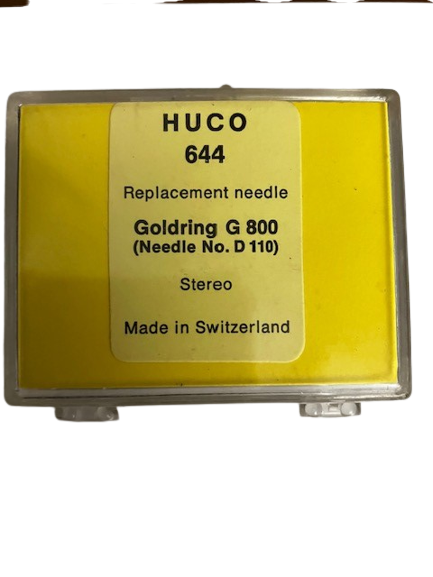 HUCO
644
Replacement needle
Goldring G 800
(Needle No. D 110)
Stereo
Made in Switzerland